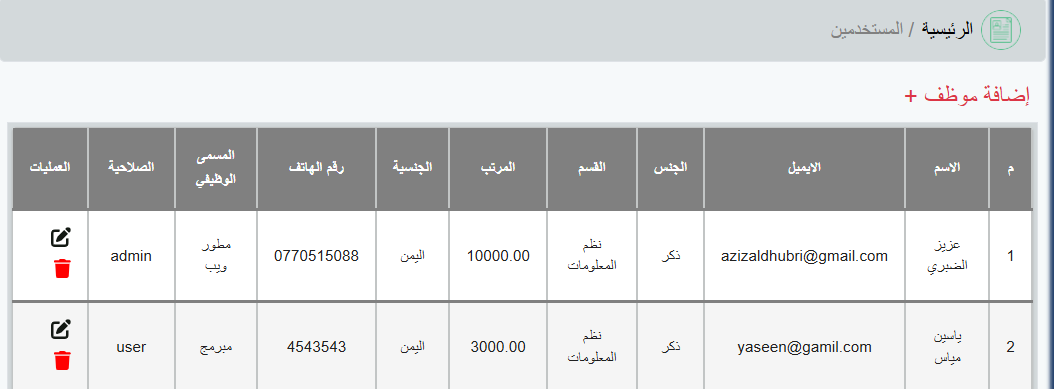 الرئيسية / المستخدمين
إضافة موظف +
م الاسم الايميل الجنس القسم المرتب الجنسية رقم الهاتف المسمى الوظيفي الصلاحية العمليات
1 عزيز الضبري azizaldhubri@gmail.com ذكر نظم المعلومات 10000.00 اليمن 0770515088 مطور ويب admin
2 ياسين مياس yaseen@gamil.com ذكر نظم المعلومات 3000.00 اليمن 4543543 مبرمج user